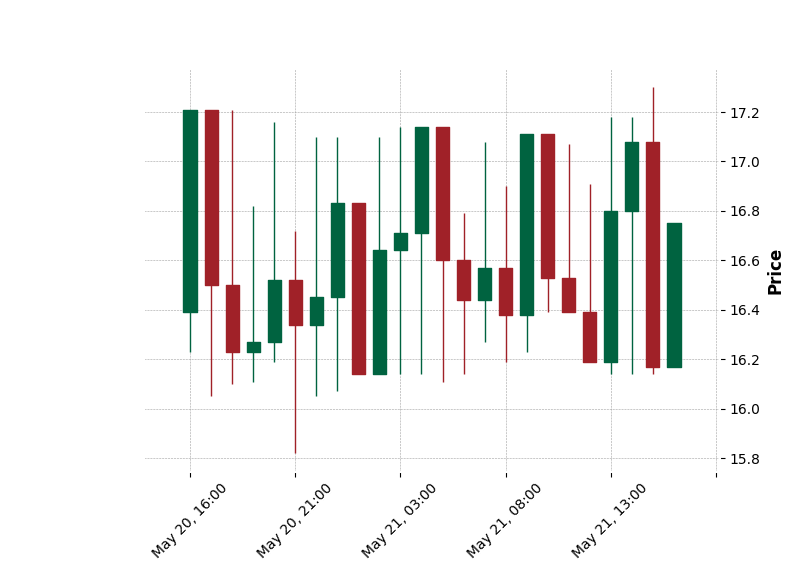 17.2
17.0
16.8
16.6
16.4
16.2
16.0
15.8
Price
May 20, 16:00
May 20, 21:00
May 21, 03:00
May 21, 08:00
May 21, 13:00